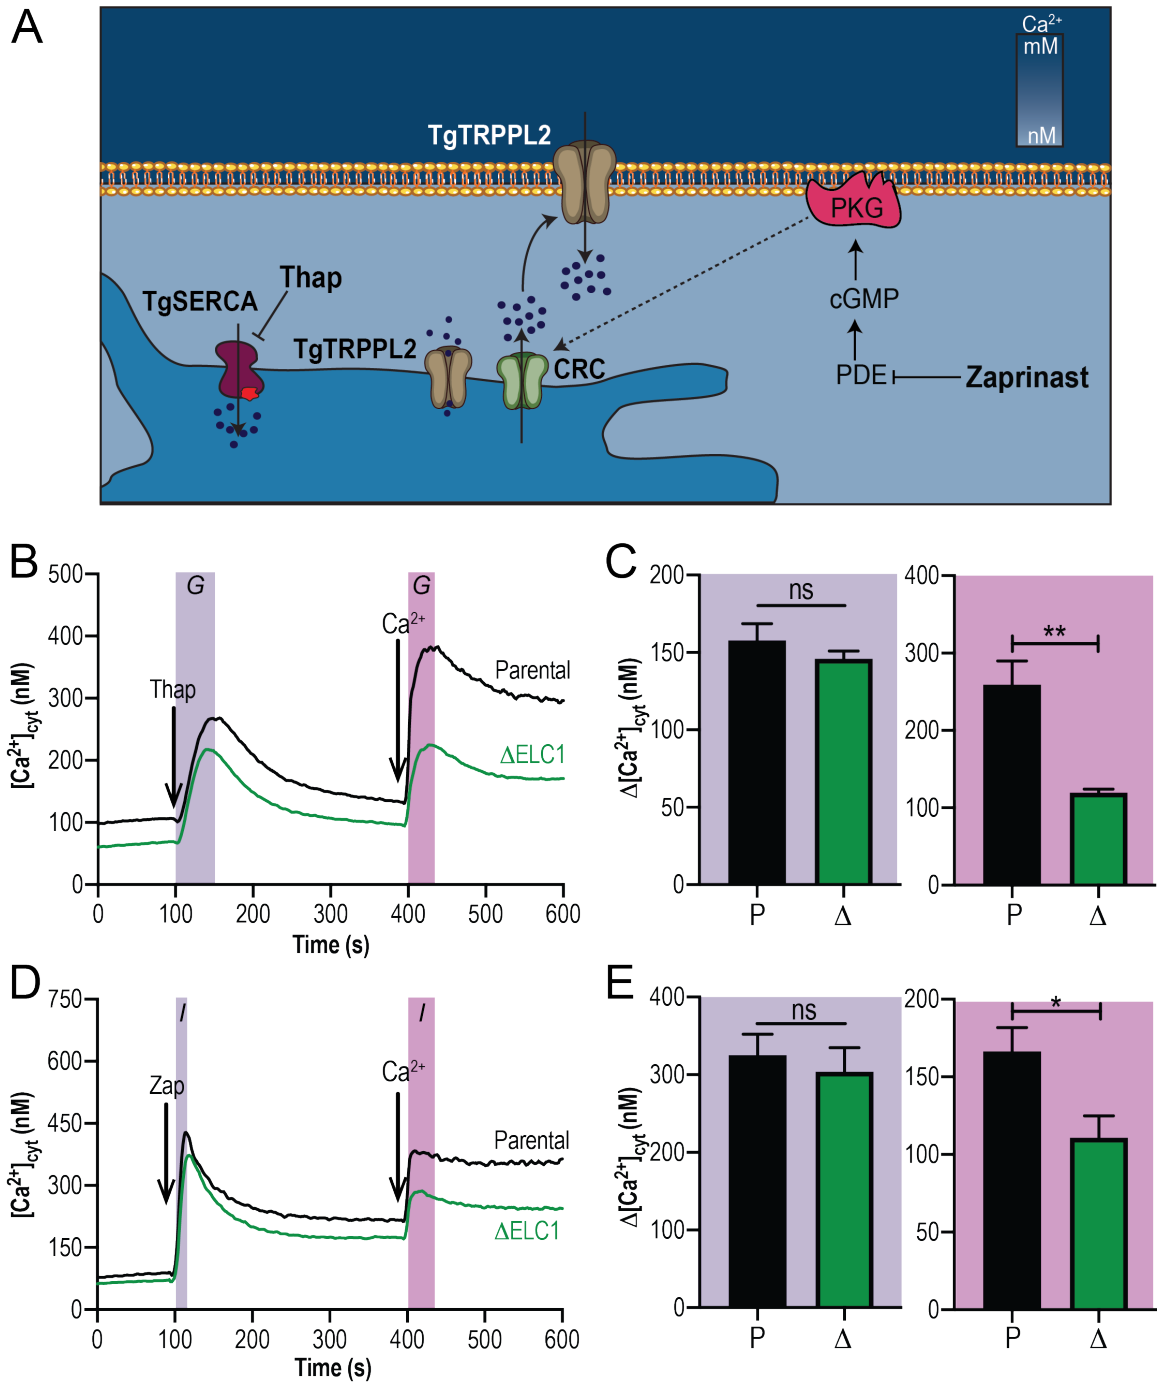 A
Ca²⁺
mM
nM
TgTRPPL2
PKG
Thap
TgSERCA
cGMP
TgTRPPL2
CRC
PDE
Zaprinast
B
500
400
300
200
100
0
[Ca²⁺]cyt (nM)
G
G
Ca²⁺
Thap
Parental
ΔELC1
0 100 200 300 400 500 600
Time (s)
C
200
150
100
50
0
Δ[Ca²⁺]cyt (nM)
ns
P Δ
400
300
200
100
0
**
P Δ
D
750
600
450
300
150
0
[Ca²⁺]cyt (nM)
I
I
Zap
Ca²⁺
Parental
ΔELC1
0 100 200 300 400 500 600
Time (s)
E
400
300
200
100
0
Δ[Ca²⁺]cyt (nM)
ns
P Δ
200
150
100
50
0
*
P Δ